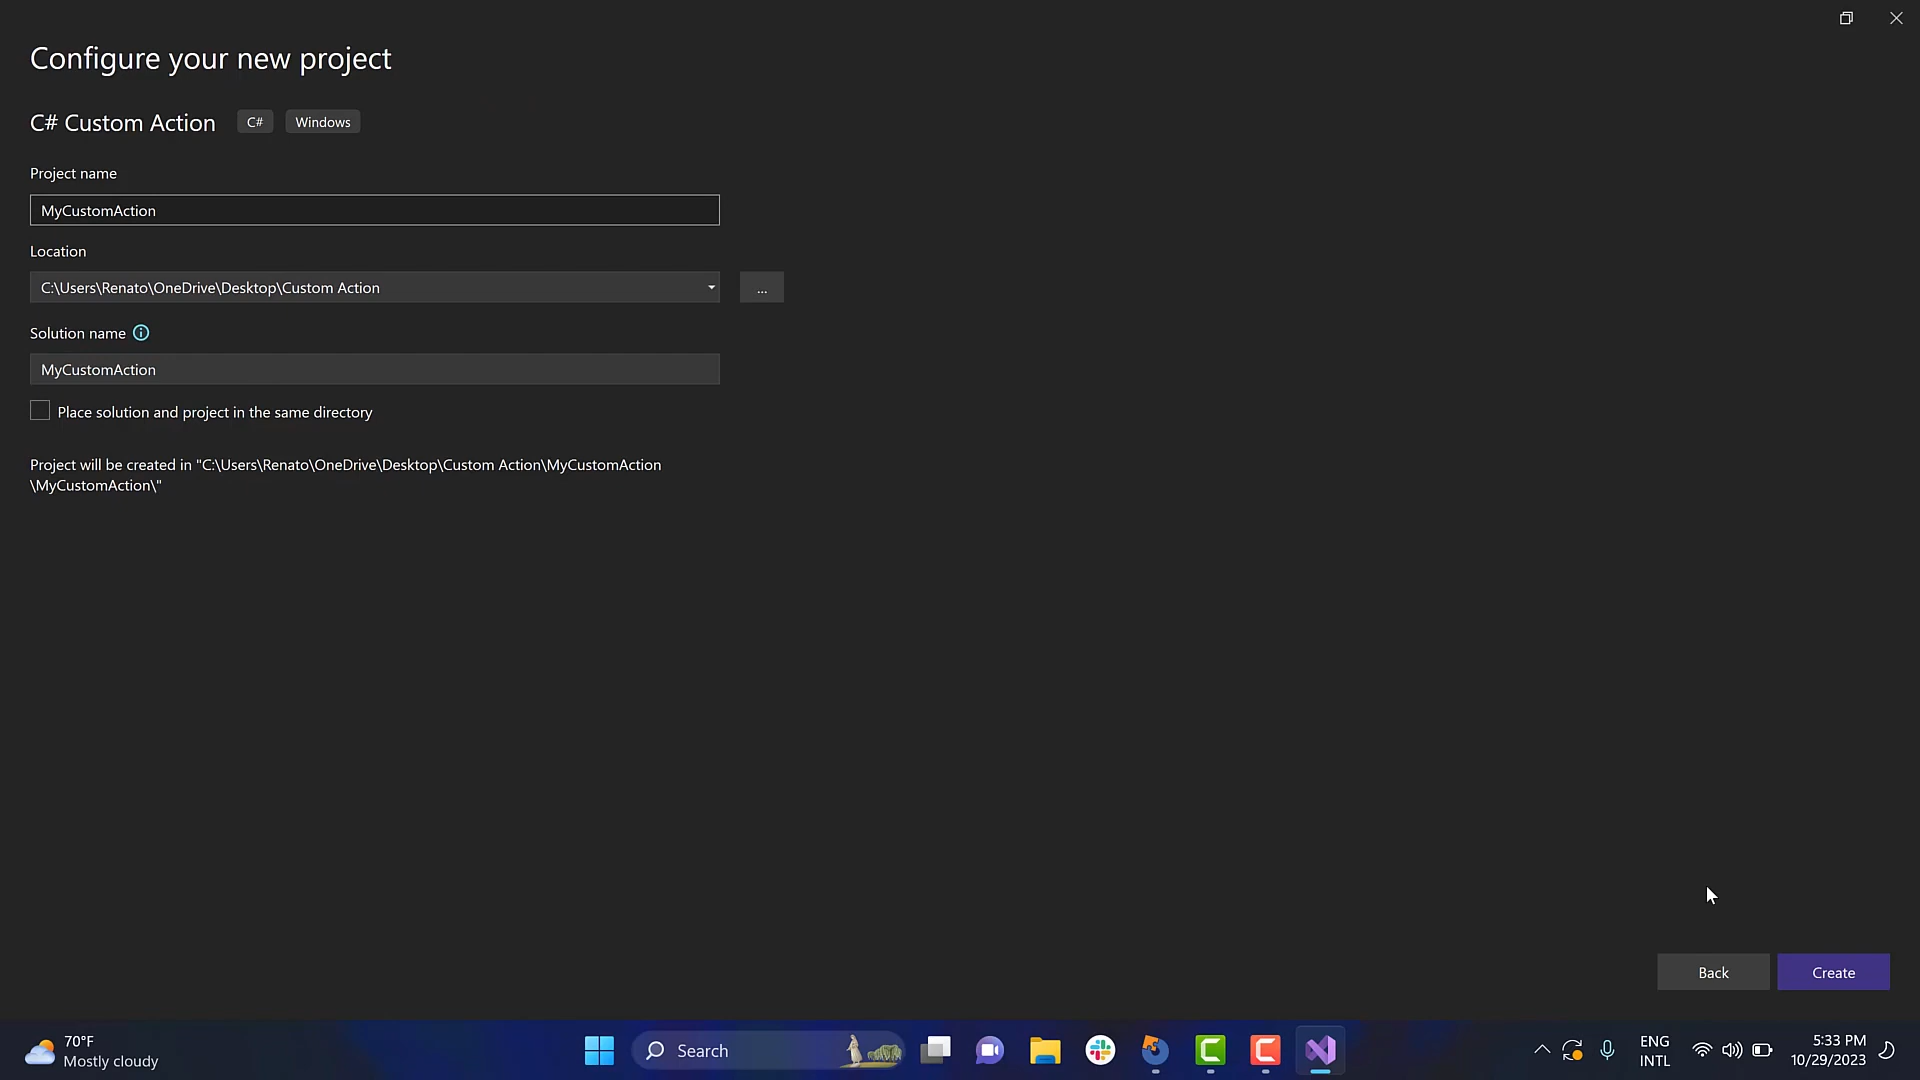 Configure your new project
C# Custom Action C# Windows
Project name
MyCustomAction
Location
C:\Users\Renato\OneDrive\Desktop\Custom Action
...
Solution name
MyCustomAction
Place solution and project in the same directory
Project will be created in "C:\Users\Renato\OneDrive\Desktop\Custom Action\MyCustomAction
\MyCustomAction\"
Back Create
70°F
Mostly cloudy
Search
ENG
INTL
5:33 PM
10/29/2023